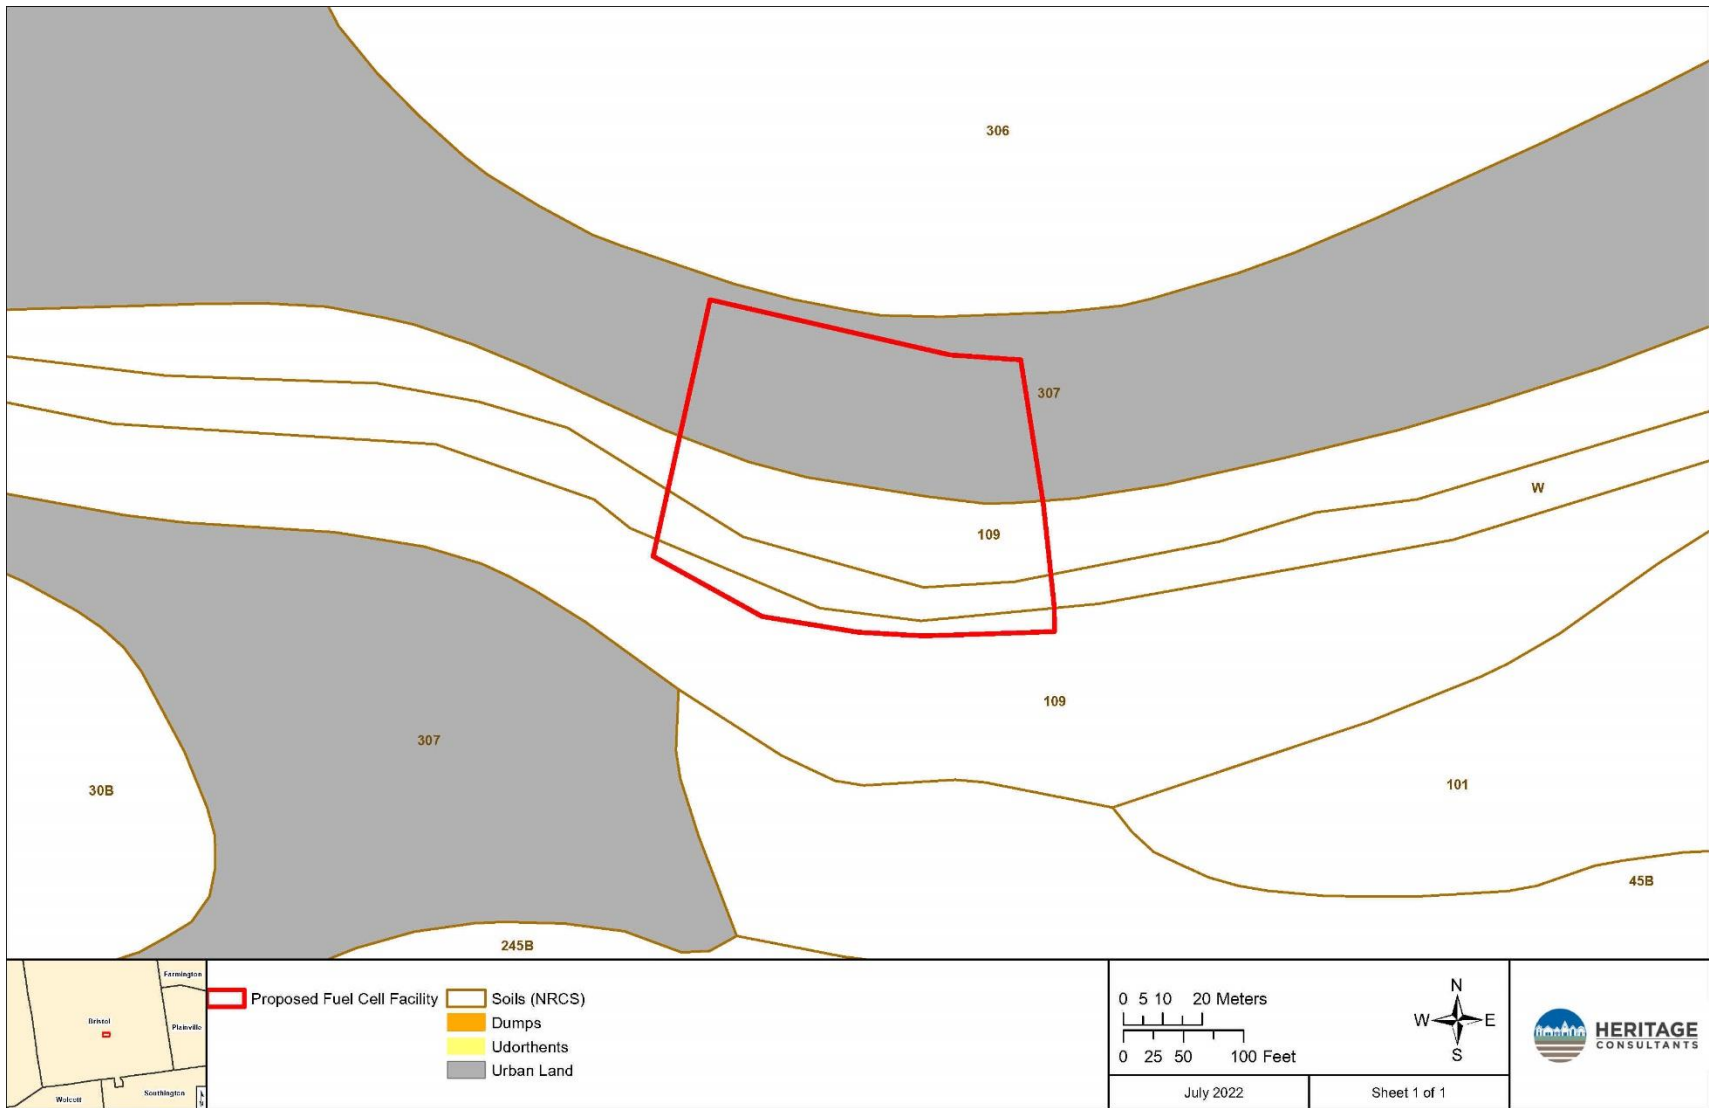 306
307
109
W
109
307
30B
101
45B
245B
Farmington
Bristol
Plainville
Wolcott
Southington
Proposed Fuel Cell Facility
Soils (NRCS)
Dumps
Udorthents
Urban Land
0 5 10 20 Meters
0 25 50 100 Feet
N
W E
S
July 2022
Sheet 1 of 1
HERITAGE
CONSULTANTS